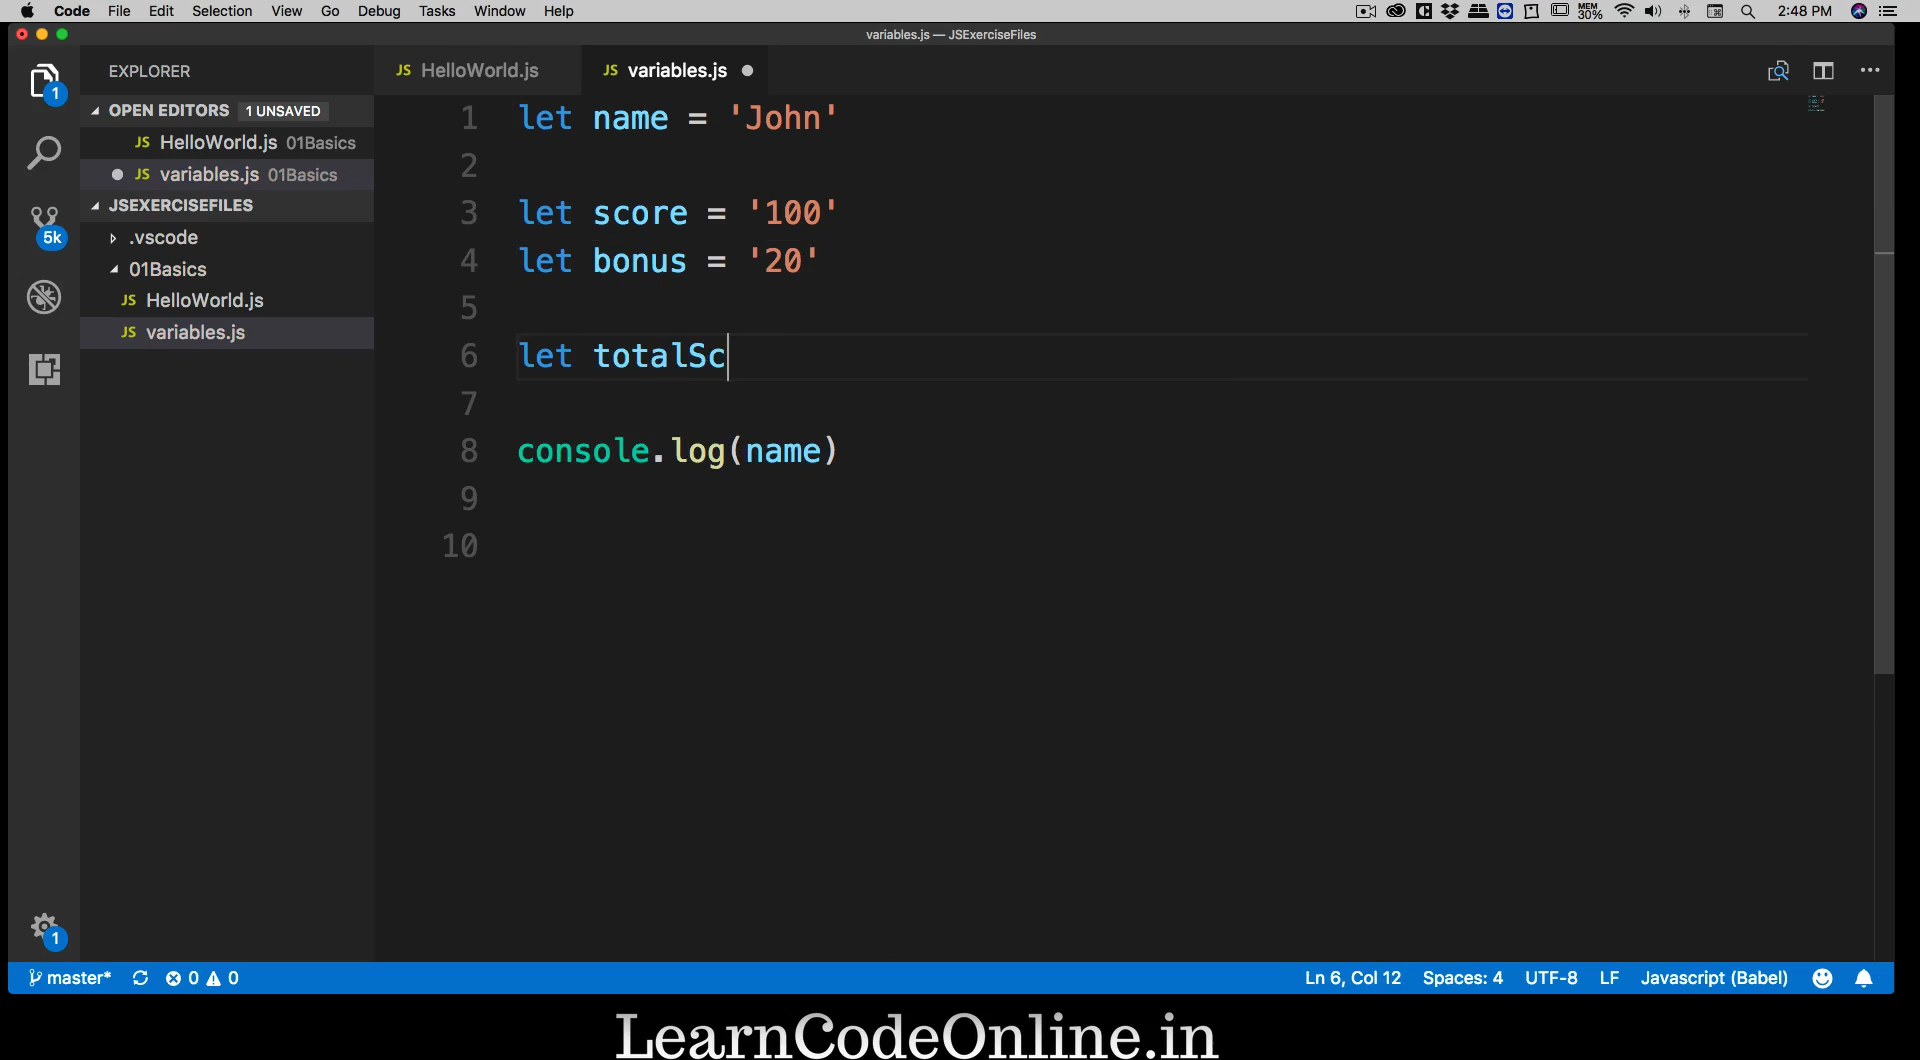 Code File Edit Selection View Go Debug Tasks Window Help MEM 30% 2:48 PM
variables.js — JSExerciseFiles
EXPLORER
JS HelloWorld.js JS variables.js
OPEN EDITORS 1 UNSAVED
JS HelloWorld.js 01Basics
JS variables.js 01Basics
JSEXERCISEFILES
.vscode
01Basics
JS HelloWorld.js
JS variables.js
1
5k
1
1 let name = 'John'
2
3 let score = '100'
4 let bonus = '20'
5
6 let totalSc
7
8 console.log(name)
9
10
master* 0 0 Ln 6, Col 12 Spaces: 4 UTF-8 LF Javascript (Babel)
LearnCodeOnline.in